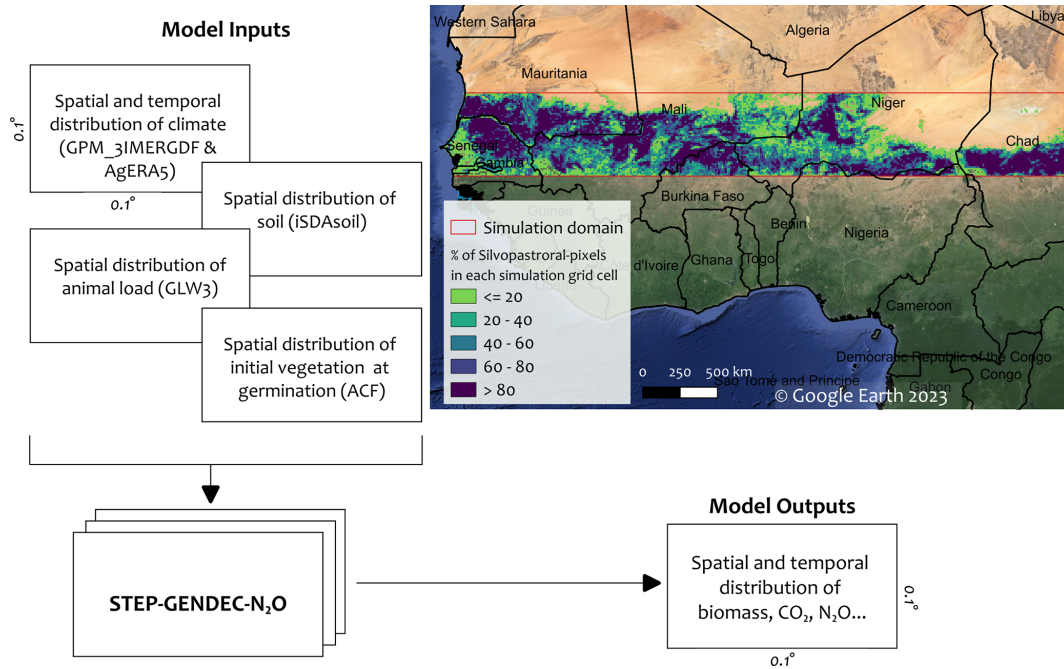 Model Inputs
Spatial and temporal
distribution of climate
(GPM_3IMERGDF &
AgERA5)
0.1°
0.1°
Spatial distribution of
soil (iSDAsoil)
Spatial distribution of
animal load (GLW3)
Spatial distribution of
initial vegetation at
germination (ACF)
Western Sahara
Algeria
Libya
Mauritania
Mali
Niger
Chad
Senegal
Gambia
Burkina Faso
Guinea
Benin
Nigeria
d'Ivoire
Ghana
Togo
Liberia
Cameroon
Democratic Republic of the Congo
Congo
Sao Tome and Principe
Gabon
Simulation domain
% of Silvopastroral-pixels
in each simulation grid cell
<= 20
20 - 40
40 - 60
60 - 80
> 80
0 250 500 km
© Google Earth 2023
STEP-GENDEC-N₂O
Model Outputs
Spatial and temporal
distribution of
biomass, CO₂, N₂O...
0.1°
0.1°